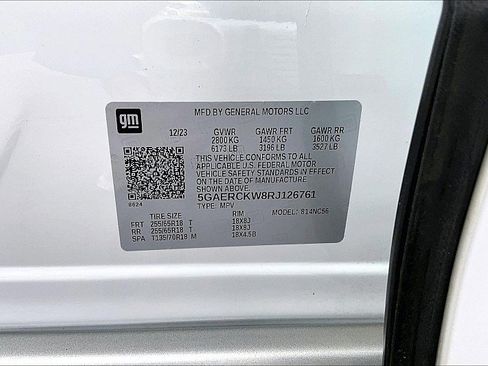 gm
MFD BY GENERAL MOTORS LLC
12/23 GVWR GAWR FRT GAWR RR
2800 KG 1450 KG 1600 KG
6173 LB 3196 LB 3527 LB
THIS VEHICLE CONFORMS TO ALL
APPLICABLE U.S. FEDERAL MOTOR
VEHICLE SAFETY STANDARDS IN EFFECT
ON THE DATE OF MANUFACTURE.
5GAERCKW8RJ126761
TYPE: MPV MODEL: 814NC56
8624
TIRE SIZE RIM
FRT 255/65R18 T 18X8J
RR 255/65R18 T 18X8J
SPA T135/70R18 M 18X4.5B